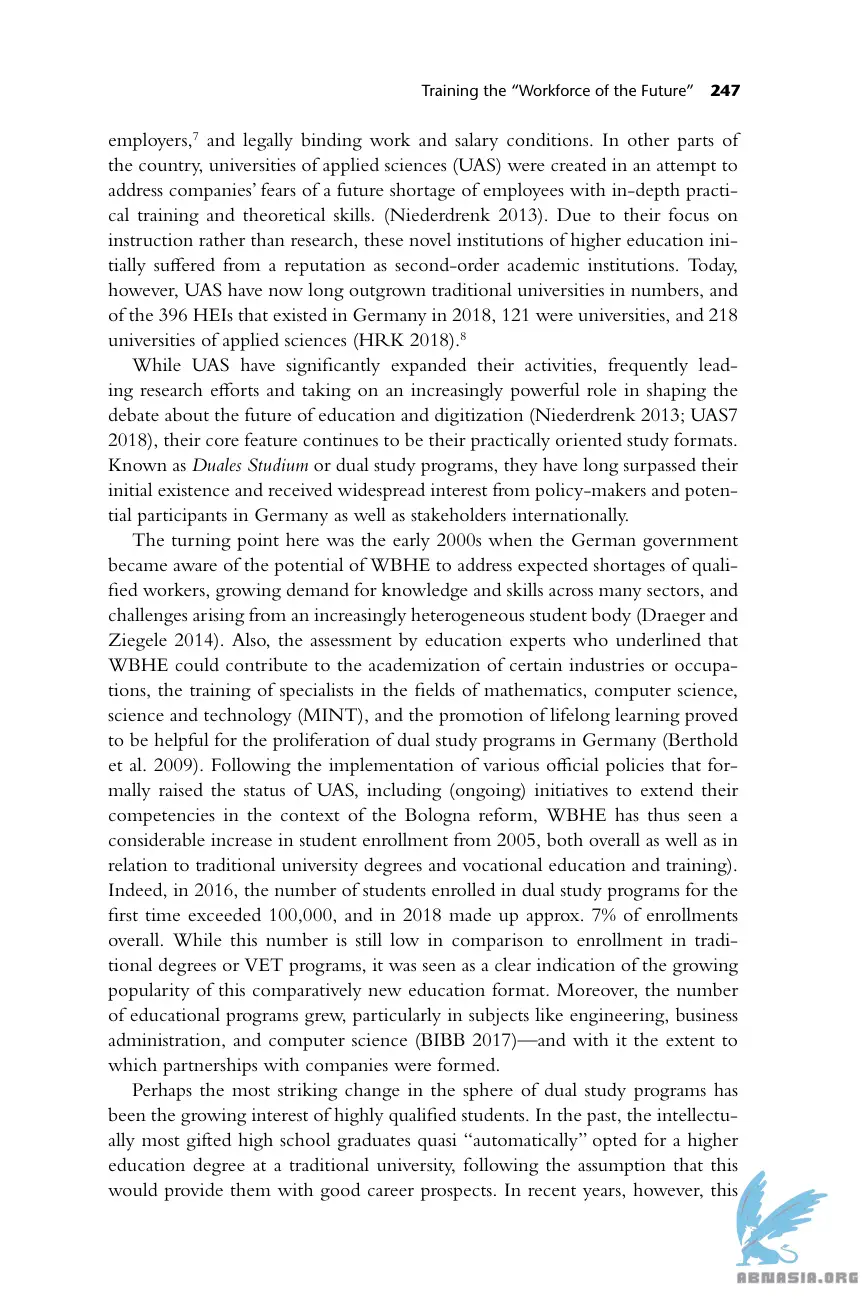 Training the “Workforce of the Future” 247
employers,7 and legally binding work and salary conditions. In other parts of
the country, universities of applied sciences (UAS) were created in an attempt to
address companies’ fears of a future shortage of employees with in-depth practi-
cal training and theoretical skills. (Niederdrenk 2013). Due to their focus on
instruction rather than research, these novel institutions of higher education ini-
tially suffered from a reputation as second-order academic institutions. Today,
however, UAS have now long outgrown traditional universities in numbers, and
of the 396 HEIs that existed in Germany in 2018, 121 were universities, and 218
universities of applied sciences (HRK 2018).8
While UAS have significantly expanded their activities, frequently lead-
ing research efforts and taking on an increasingly powerful role in shaping the
debate about the future of education and digitization (Niederdrenk 2013; UAS7
2018), their core feature continues to be their practically oriented study formats.
Known as Duales Studium or dual study programs, they have long surpassed their
initial existence and received widespread interest from policy-makers and poten-
tial participants in Germany as well as stakeholders internationally.
The turning point here was the early 2000s when the German government
became aware of the potential of WBHE to address expected shortages of quali-
fied workers, growing demand for knowledge and skills across many sectors, and
challenges arising from an increasingly heterogeneous student body (Draeger and
Ziegele 2014). Also, the assessment by education experts who underlined that
WBHE could contribute to the academization of certain industries or occupa-
tions, the training of specialists in the fields of mathematics, computer science,
science and technology (MINT), and the promotion of lifelong learning proved
to be helpful for the proliferation of dual study programs in Germany (Berthold
et al. 2009). Following the implementation of various official policies that for-
mally raised the status of UAS, including (ongoing) initiatives to extend their
competencies in the context of the Bologna reform, WBHE has thus seen a
considerable increase in student enrollment from 2005, both overall as well as in
relation to traditional university degrees and vocational education and training).
Indeed, in 2016, the number of students enrolled in dual study programs for the
first time exceeded 100,000, and in 2018 made up approx. 7% of enrollments
overall. While this number is still low in comparison to enrollment in tradi-
tional degrees or VET programs, it was seen as a clear indication of the growing
popularity of this comparatively new education format. Moreover, the number
of educational programs grew, particularly in subjects like engineering, business
administration, and computer science (BIBB 2017)—and with it the extent to
which partnerships with companies were formed.
Perhaps the most striking change in the sphere of dual study programs has
been the growing interest of highly qualified students. In the past, the intellectu-
ally most gifted high school graduates quasi “automatically” opted for a higher
education degree at a traditional university, following the assumption that this
would provide them with good career prospects. In recent years, however, this
ABNASIA.ORG